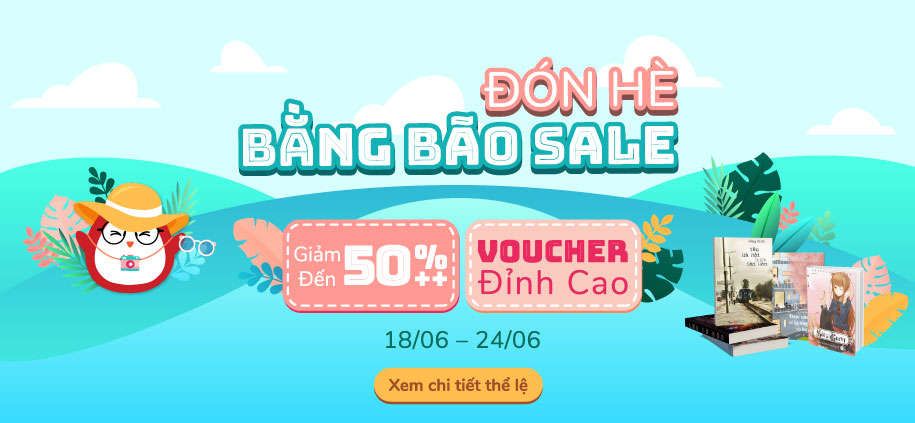 ĐÓN HÈ
BẰNG BÃO SALE
Giảm
Đến
50%++
VOUCHER
Đỉnh Cao
18/06 – 24/06
Xem chi tiết thể lệ